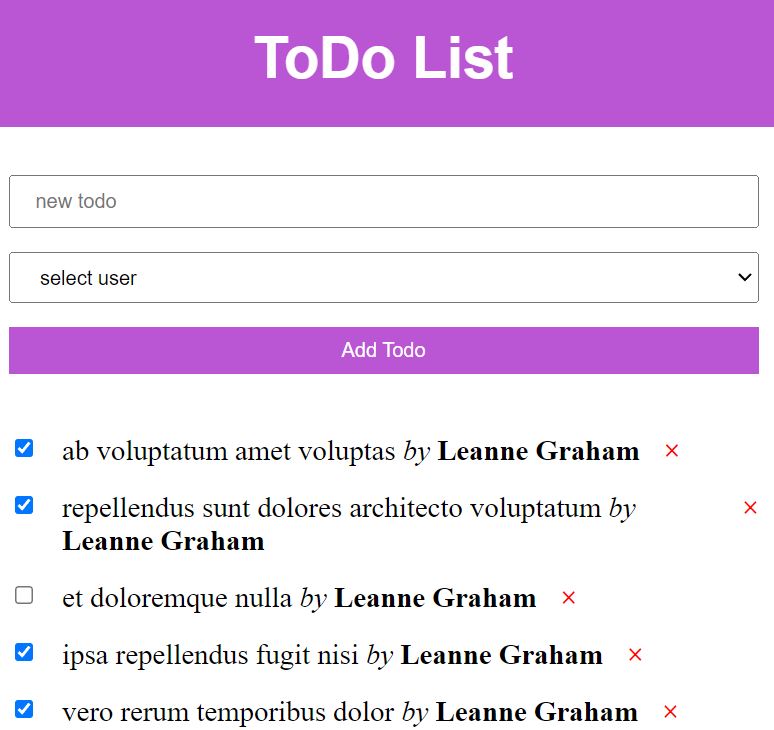 ToDo List
new todo
select user
Add Todo
ab voluptatum amet voluptas by Leanne Graham ×
repellendus sunt dolores architecto voluptatum by ×
Leanne Graham
et doloremque nulla by Leanne Graham ×
ipsa repellendus fugit nisi by Leanne Graham ×
vero rerum temporibus dolor by Leanne Graham ×